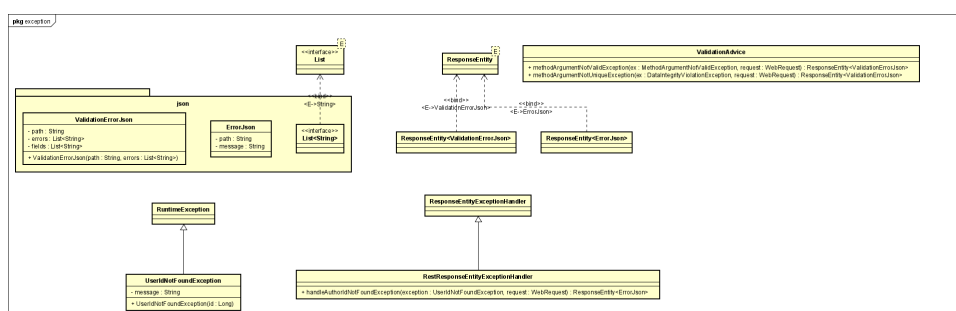 pkg exception
<<interface>>
List
E
ResponseEntity
E
ValidationAdvice
+ methodArgumentNotValidException(ex : MethodArgumentNotValidException, request : WebRequest) : ResponseEntity<ValidationErrorJson>
+ methodArgumentNotUniqueException(ex : DataIntegrityViolationException, request : WebRequest) : ResponseEntity<ValidationErrorJson>
json
<<bind>>
<E->String>
<<bind>>
<E->ValidationErrorJson>
<<bind>>
<E->ErrorJson>
ValidationErrorJson
- path : String
- errors : List<String>
- fields : List<String>
+ ValidationErrorJson(path : String, errors : List<String>)
ErrorJson
- path : String
- message : String
<<interface>>
List<String>
ResponseEntity<ValidationErrorJson>
ResponseEntity<ErrorJson>
RuntimeException
ResponseEntityExceptionHandler
UserIdNotFoundException
- message : String
+ UserIdNotFoundException(id : Long)
RestResponseEntityExceptionHandler
+ handleAuthorIdNotFoundException(exception : UserIdNotFoundException, request : WebRequest) : ResponseEntity<ErrorJson>